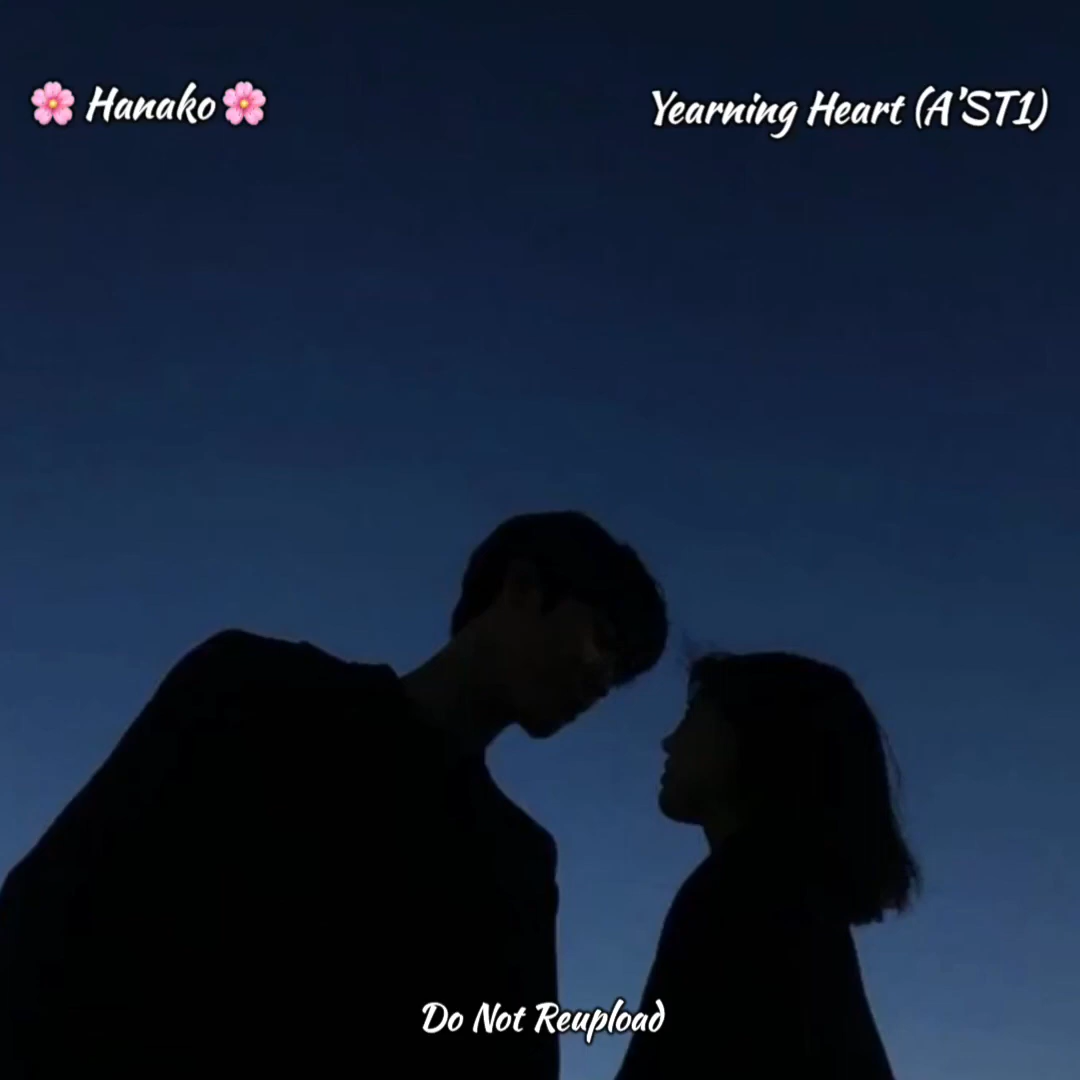 🌸 Hanako 🌸
Yearning Heart (A'ST1)
Do Not Reupload